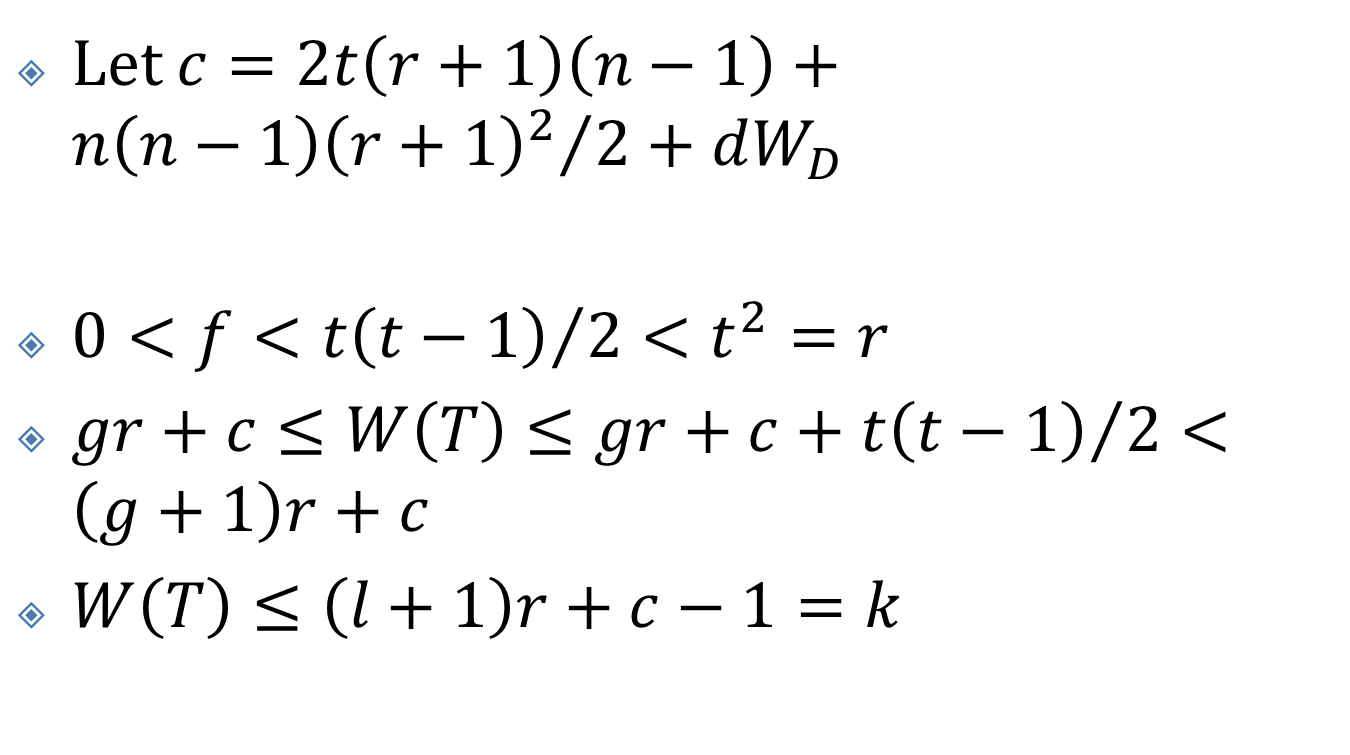 Let c = 2t(r + 1)(n − 1) +
n(n − 1)(r + 1)²/2 + dW_D
0 < f < t(t − 1)/2 < t² = r
gr + c ≤ W(T) ≤ gr + c + t(t − 1)/2 <
(g + 1)r + c
W(T) ≤ (l + 1)r + c − 1 = k